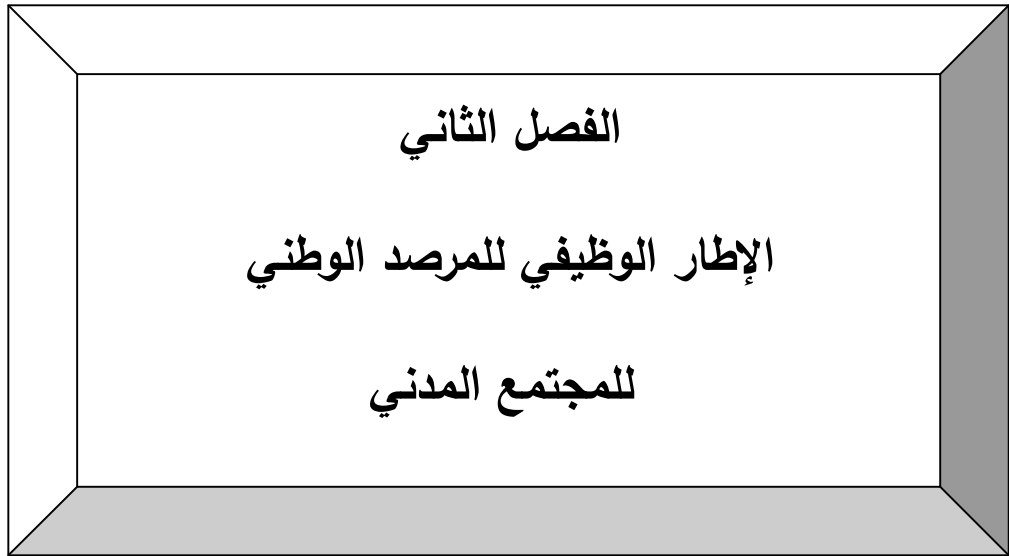 الفصل الثاني
الإطار الوظيفي للمرصد الوطني
للمجتمع المدني